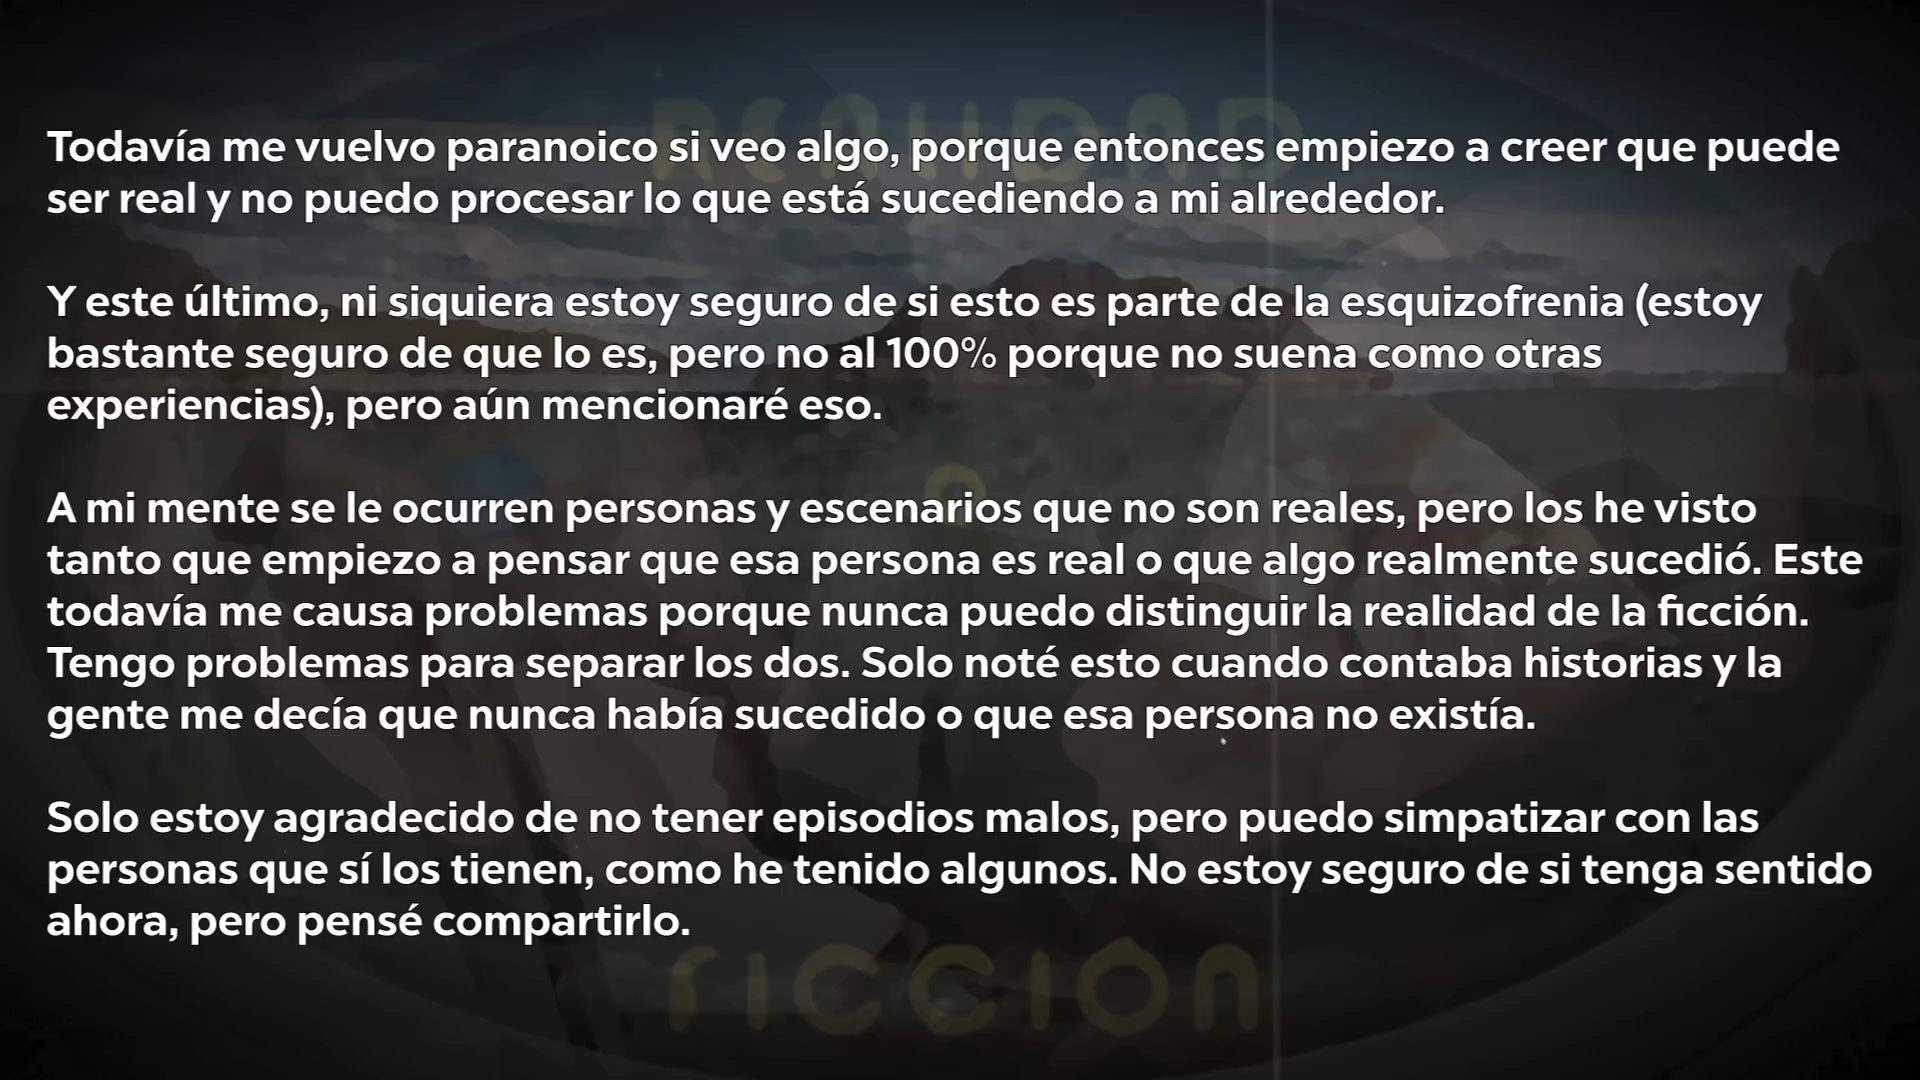 REALIDAD
Todavía me vuelvo paranoico si veo algo, porque entonces empiezo a creer que puede
ser real y no puedo procesar lo que está sucediendo a mi alrededor.
Y este último, ni siquiera estoy seguro de si esto es parte de la esquizofrenia (estoy
bastante seguro de que lo es, pero no al 100% porque no suena como otras
experiencias), pero aún mencionaré eso.
O
A mi mente se le ocurren personas y escenarios que no son reales, pero los he visto
tanto que empiezo a pensar que esa persona es real o que algo realmente sucedió. Este
todavía me causa problemas porque nunca puedo distinguir la realidad de la ficción.
Tengo problemas para separar los dos. Solo noté esto cuando contaba historias y la
gente me decía que nunca había sucedido o que esa persona no existía.
Solo estoy agradecido de no tener episodios malos, pero puedo simpatizar con las
personas que sí los tienen, como he tenido algunos. No estoy seguro de si tenga sentido
ahora, pero pensé compartirlo.
FICCIÓN